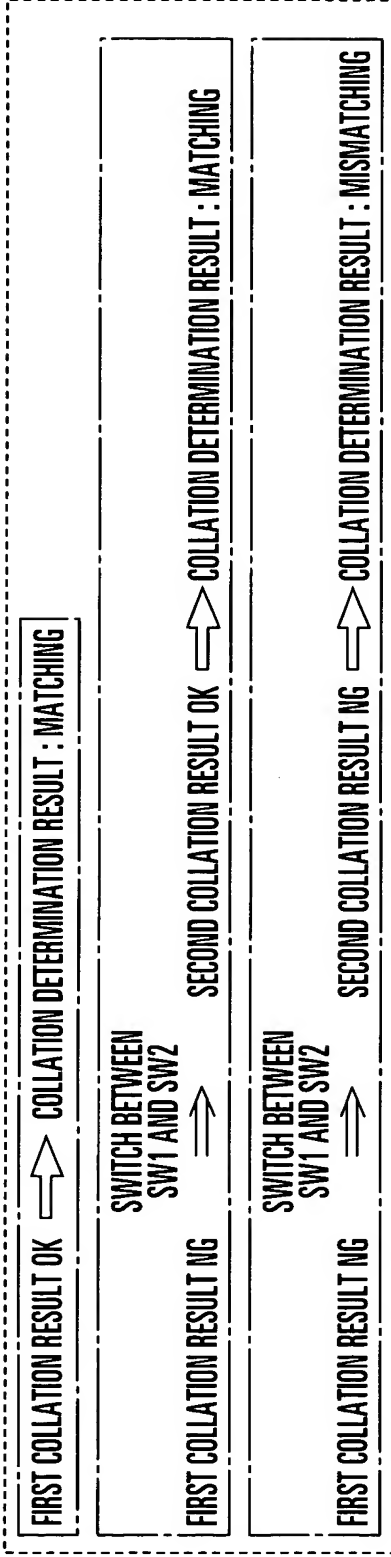 FIRST COLLATION RESULT OK ⇨ COLLATION DETERMINATION RESULT : MATCHING
SWITCH BETWEEN
SW1 AND SW2
FIRST COLLATION RESULT NG ⇒ SECOND COLLATION RESULT OK ⇨ COLLATION DETERMINATION RESULT : MATCHING
SWITCH BETWEEN
SW1 AND SW2
FIRST COLLATION RESULT NG ⇒ SECOND COLLATION RESULT NG ⇨ COLLATION DETERMINATION RESULT : MISMATCHING